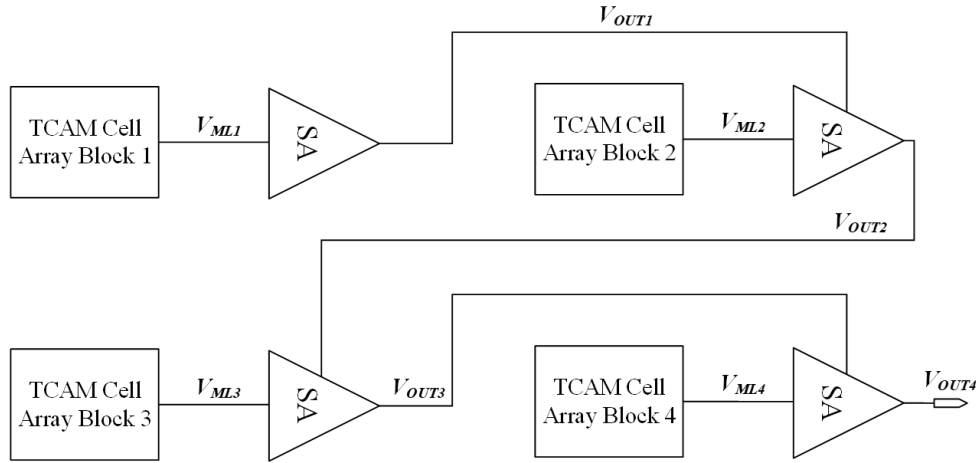 V_OUT1
TCAM Cell
Array Block 1
V_ML1
SA
TCAM Cell
Array Block 2
V_ML2
SA
V_OUT2
TCAM Cell
Array Block 3
V_ML3
SA
V_OUT3
TCAM Cell
Array Block 4
V_ML4
SA
V_OUT4